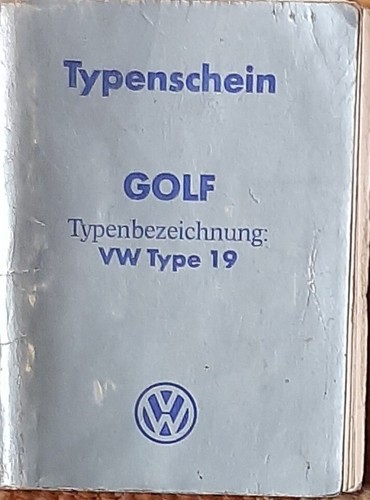 Typenschein
GOLF
Typenbezeichnung:
VW Type 19
VW